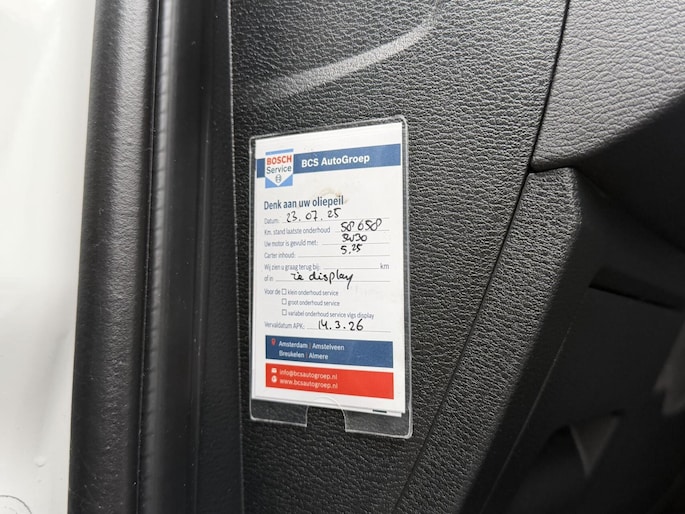 BOSCH
Service
BCS AutoGroep
Denk aan uw oliepeil
Datum: 23.07.25
Km. stand laatste onderhoud 58658
Uw motor is gevuld met: 5W30
Carter inhoud: 5.25
Wij zien u graag terug bij: km
of in zie display
Voor de klein onderhoud service
groot onderhoud service
variabel onderhoud service vlgs display
Vervaldatum APK: 14.3.26
Amsterdam | Amstelveen
Breukelen | Almere
info@bcsautogroep.nl
www.bcsautogroep.nl